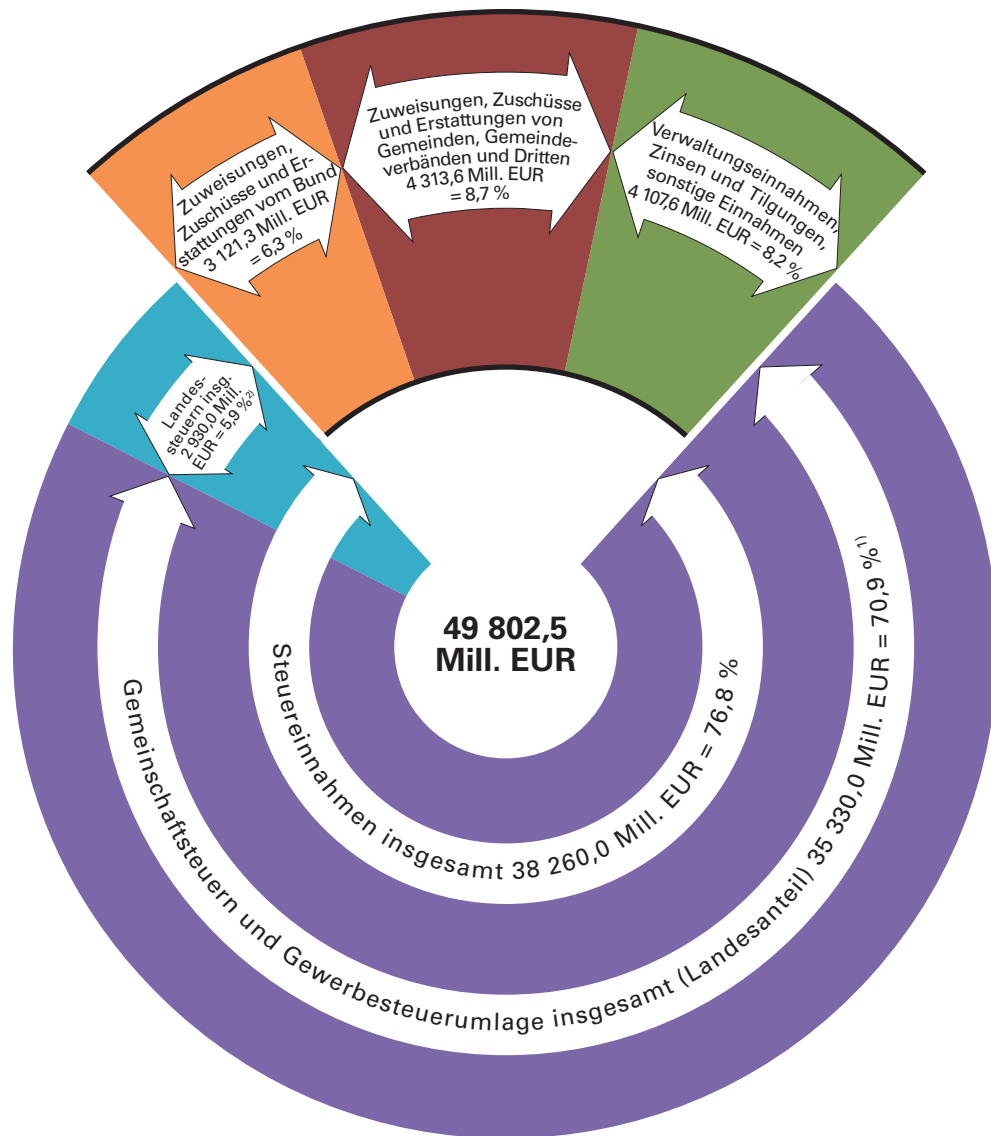 Zuweisungen,
Zuschüsse und Er-
stattungen vom Bund
3 121,3 Mill. EUR
= 6,3 %
Zuweisungen, Zuschüsse
und Erstattungen von
Gemeinden, Gemeinde-
verbänden und Dritten
4 313,6 Mill. EUR
= 8,7 %
Verwaltungseinnahmen,
Zinsen und Tilgungen,
sonstige Einnahmen
4 107,6 Mill. EUR = 8,2 %
Landes-
steuern insg.
2 930,0 Mill.
EUR = 5,9 %²⁾
49 802,5
Mill. EUR
Steuereinnahmen insgesamt 38 260,0 Mill. EUR = 76,8 %
Gemeinschaftsteuern und Gewerbesteuerumlage insgesamt (Landesanteil) 35 330,0 Mill. EUR = 70,9 %¹⁾